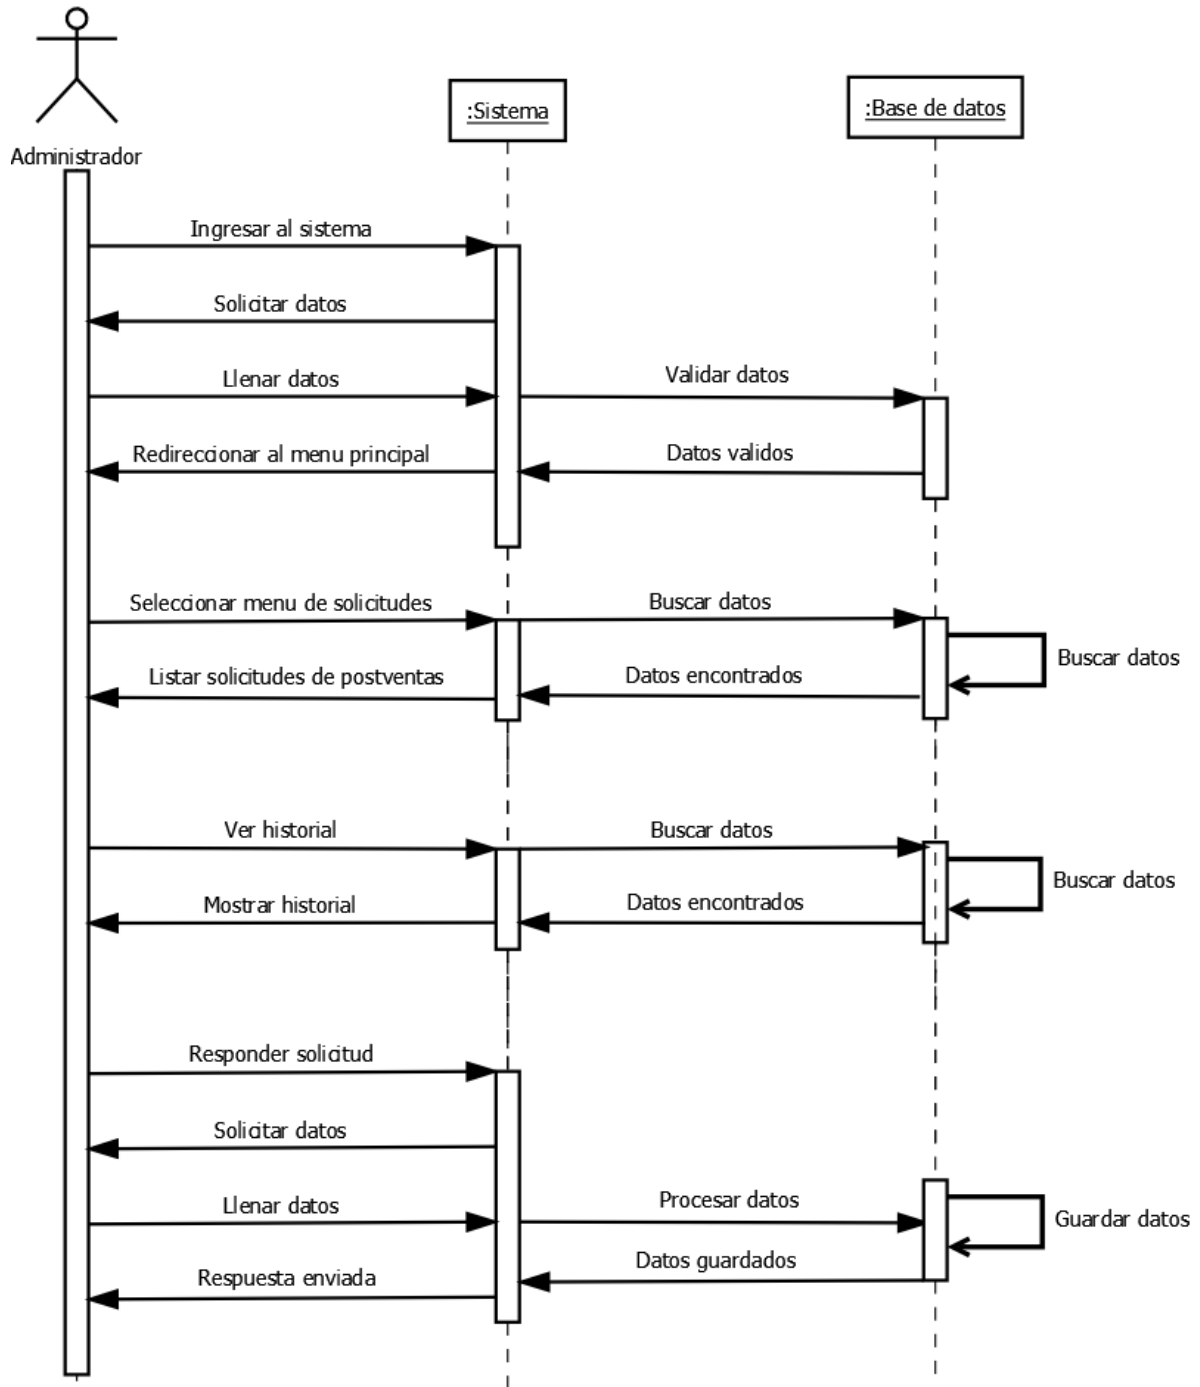 :Sistema
:Base de datos
Administrador
Ingresar al sistema
Solicitar datos
Llenar datos
Validar datos
Redireccionar al menu principal
Datos validos
Seleccionar menu de solicitudes
Buscar datos
Buscar datos
Listar solicitudes de postventas
Datos encontrados
Ver historial
Buscar datos
Buscar datos
Mostrar historial
Datos encontrados
Responder solicitud
Solicitar datos
Llenar datos
Procesar datos
Guardar datos
Datos guardados
Respuesta enviada